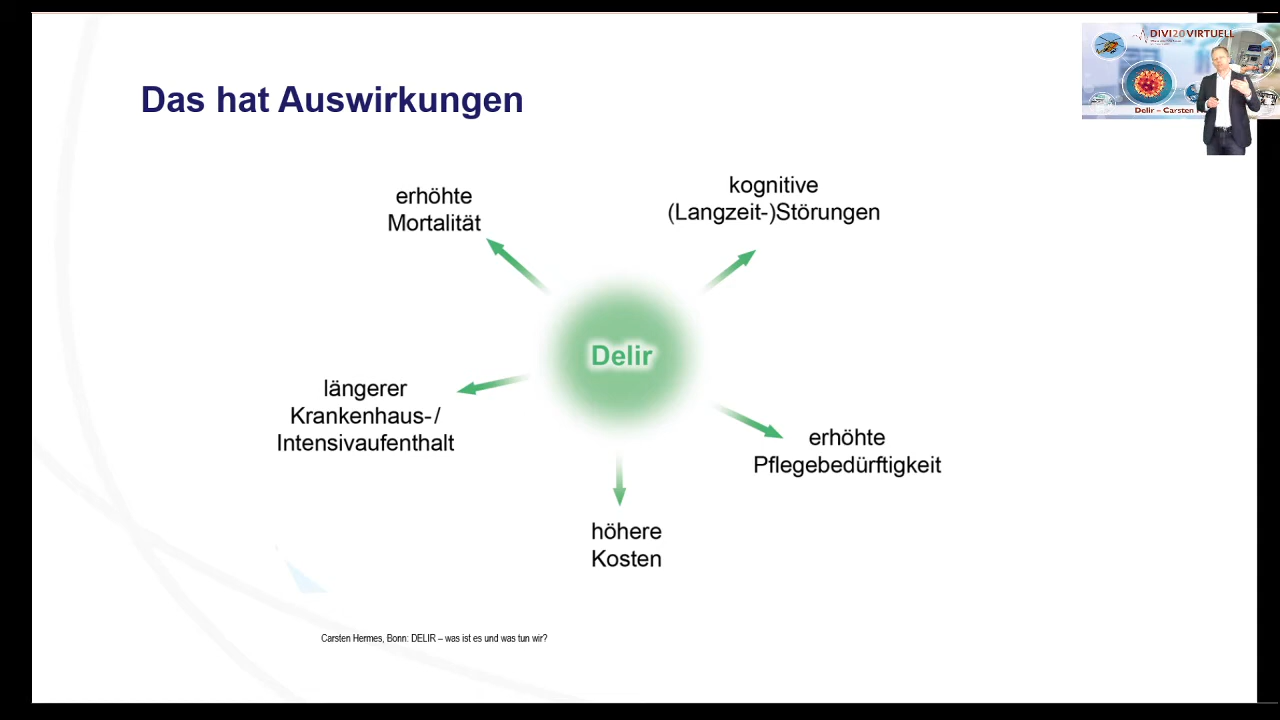 DIVI20 VIRTUELL
Delir – Carsten
Das hat Auswirkungen
erhöhte
Mortalität
kognitive
(Langzeit-)Störungen
Delir
längerer
Krankenhaus-/
Intensivaufenthalt
erhöhte
Pflegebedürftigkeit
höhere
Kosten
Carsten Hermes, Bonn: DELIR – was ist es und was tun wir?